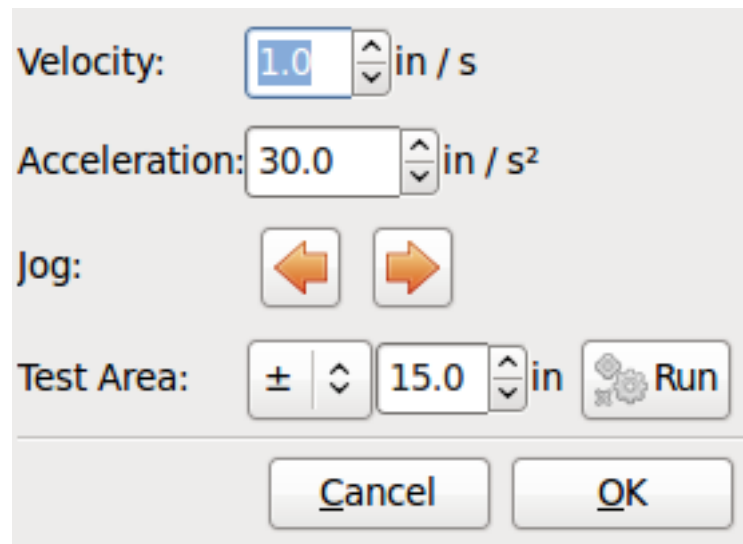 Velocity: 1.0 in / s
Acceleration: 30.0 in / s²
Jog:
Test Area: ± 15.0 in Run
Cancel OK